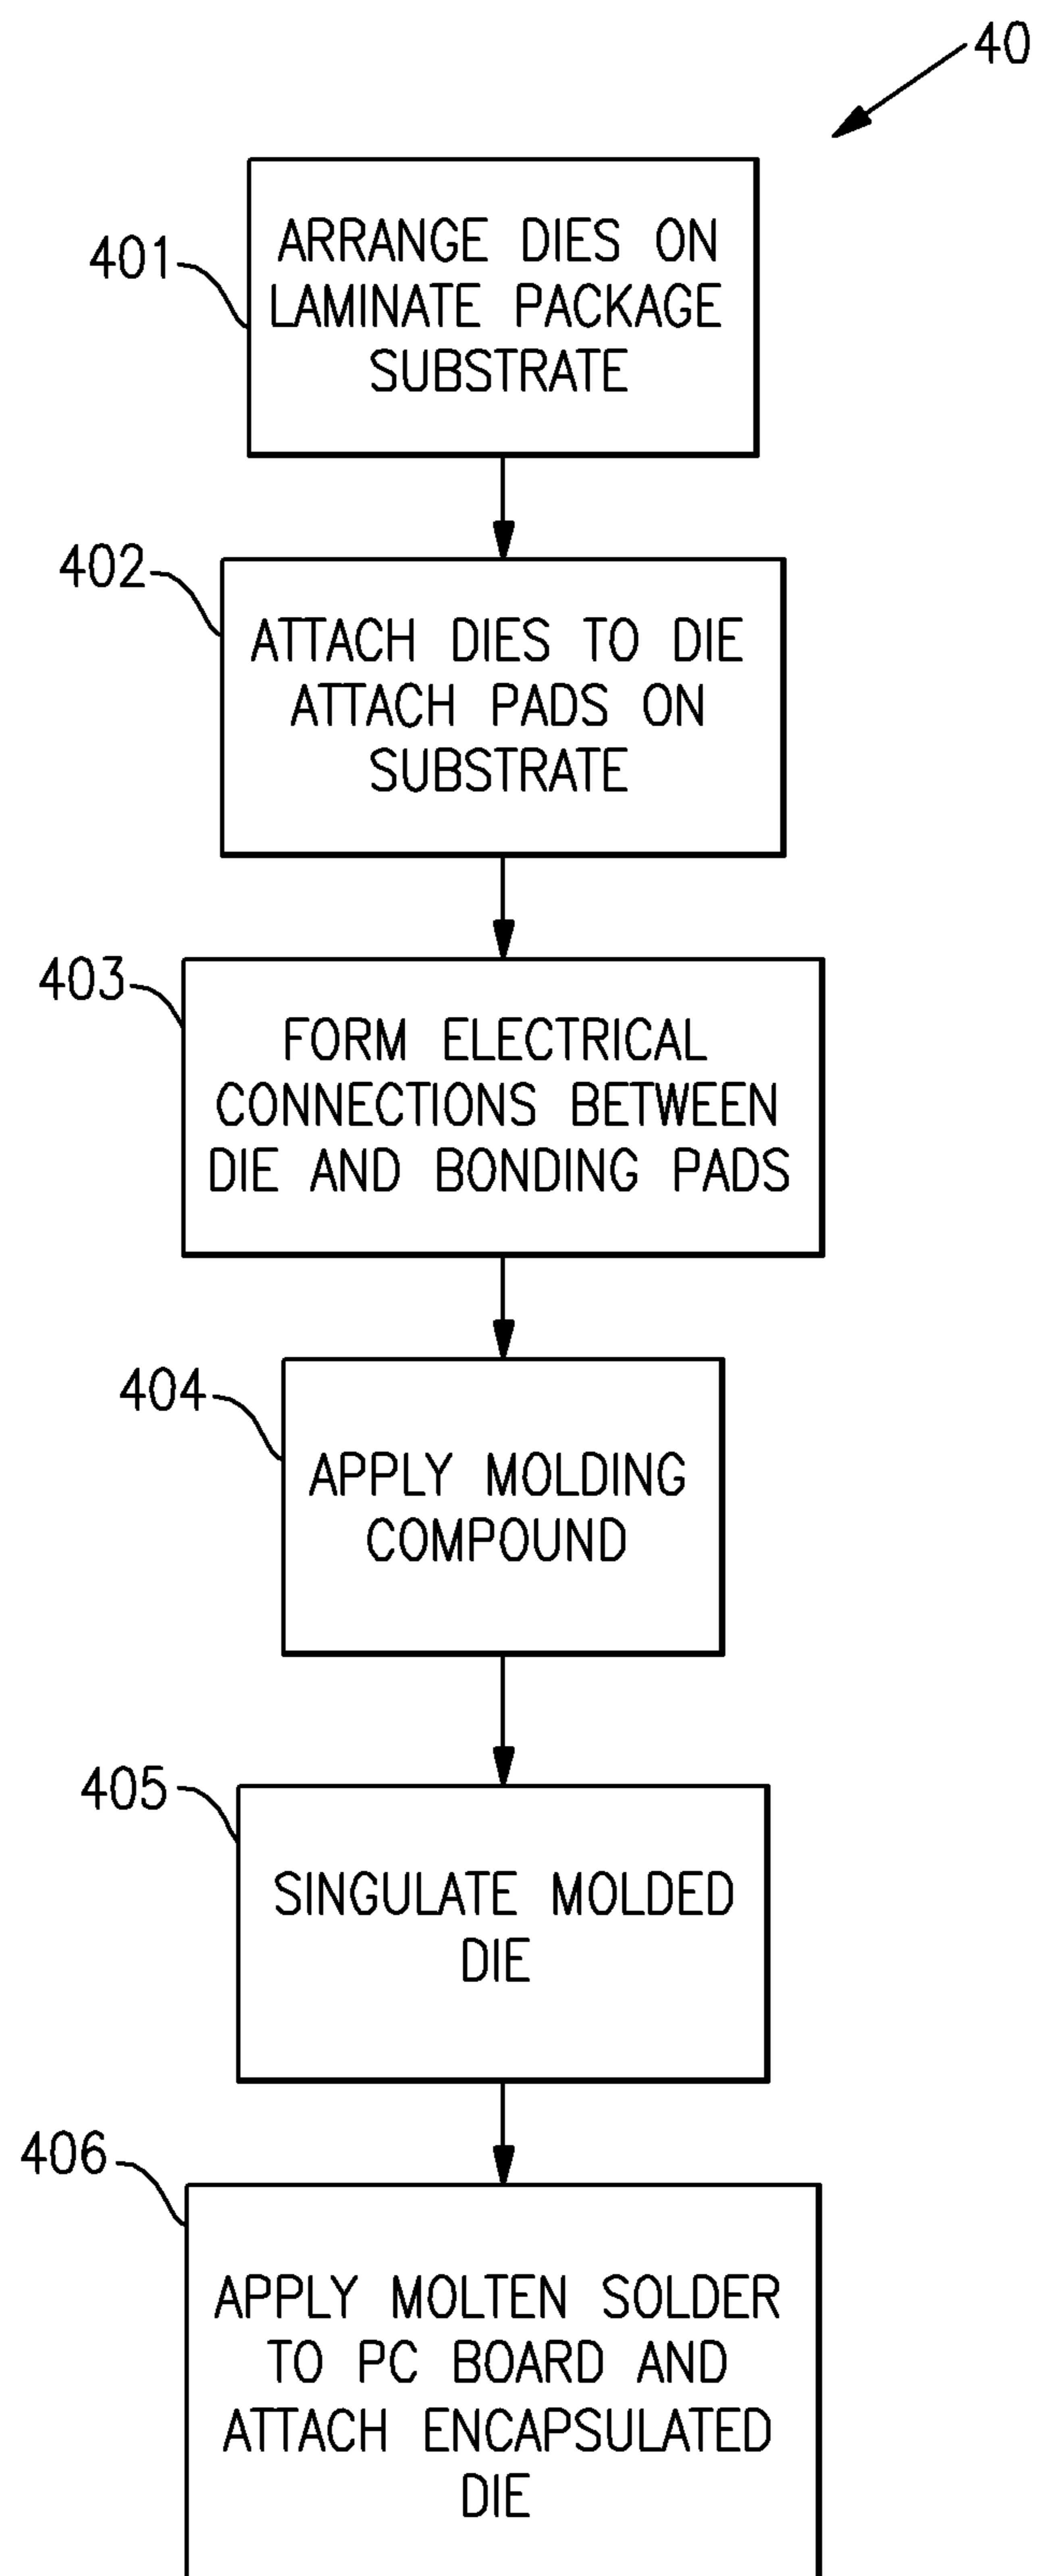 40
401
ARRANGE DIES ON
LAMINATE PACKAGE
SUBSTRATE
402
ATTACH DIES TO DIE
ATTACH PADS ON
SUBSTRATE
403
FORM ELECTRICAL
CONNECTIONS BETWEEN
DIE AND BONDING PADS
404
APPLY MOLDING
COMPOUND
405
SINGULATE MOLDED
DIE
406
APPLY MOLTEN SOLDER
TO PC BOARD AND
ATTACH ENCAPSULATED
DIE